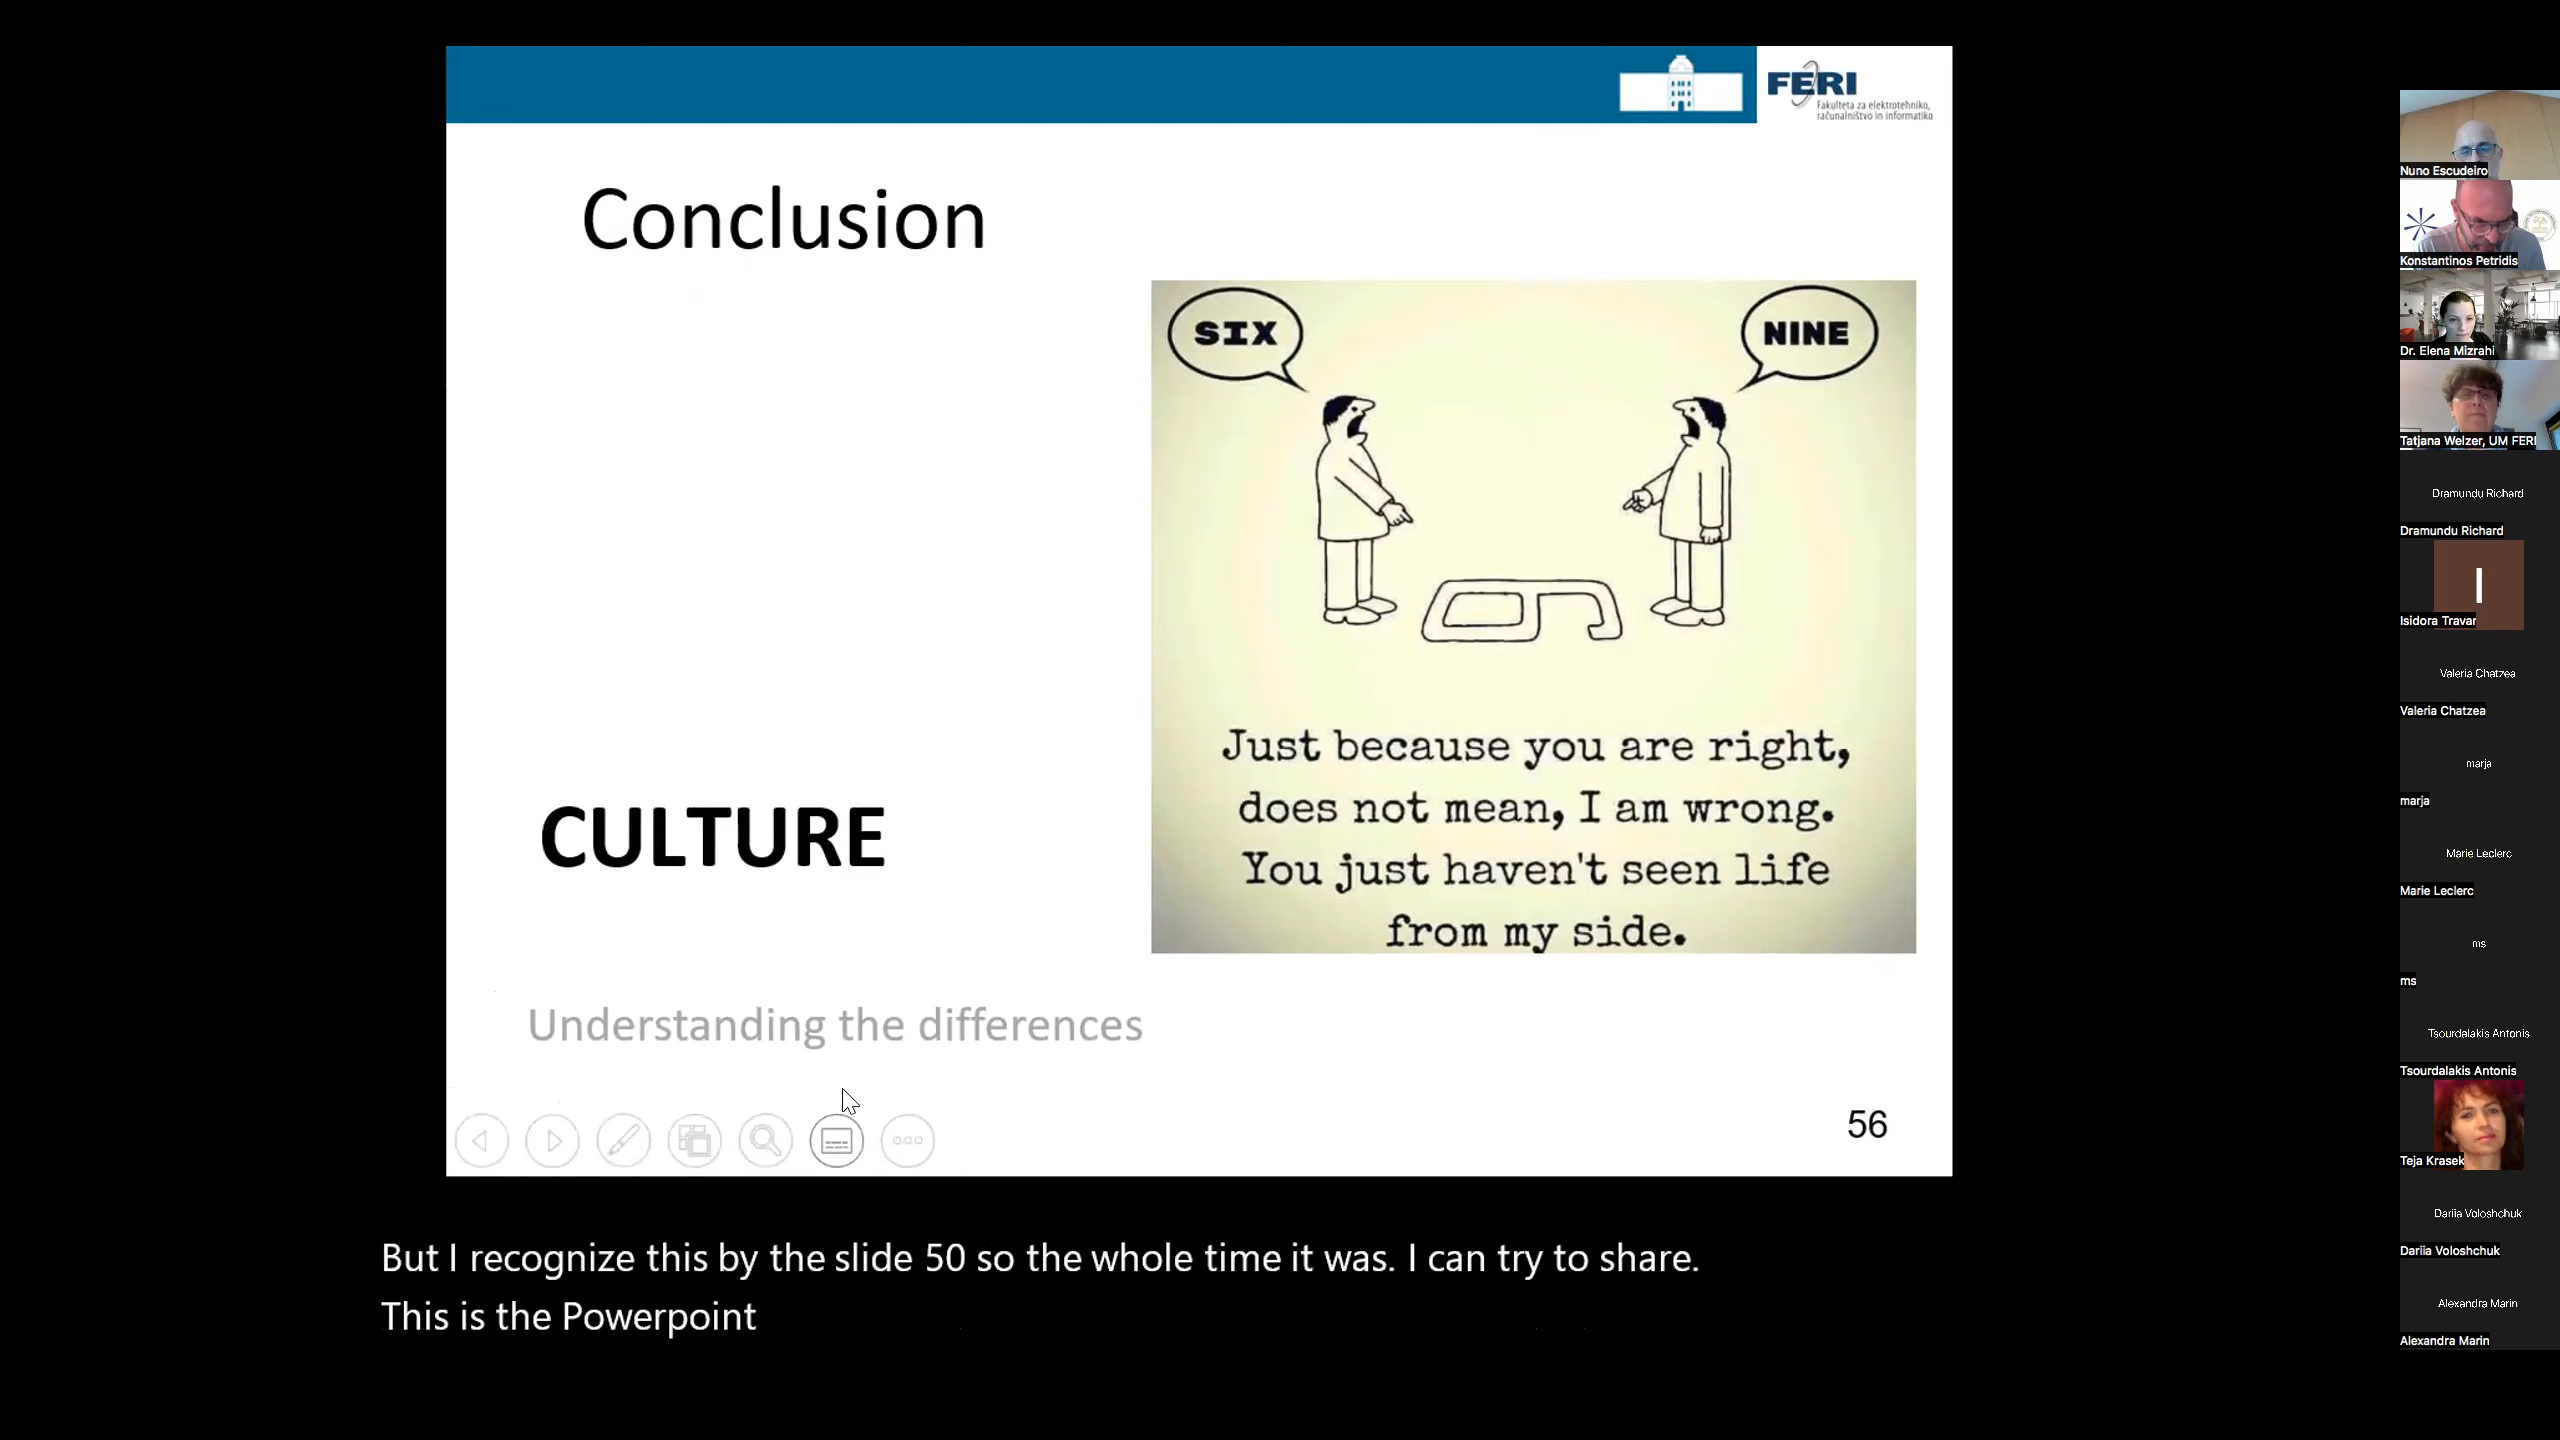 FERI
Fakulteta za elektrotehniko,
računalništvo in informatiko
Conclusion
SIX
NINE
Just because you are right,
does not mean, I am wrong.
You just haven't seen life
from my side.
CULTURE
Understanding the differences
56
But I recognize this by the slide 50 so the whole time it was. I can try to share.
This is the Powerpoint
Nuno Escudeiro
Konstantinos Petridis
Dr. Elena Mizrahi
Tatjana Welzer, UM FERI
Dramundu Richard
Dramundu Richard
I
Isidora Travar
Valeria Chatzea
Valeria Chatzea
marja
marja
Marie Leclerc
Marie Leclerc
ms
ms
Tsourdalakis Antonis
Tsourdalakis Antonis
Teja Krasek
Dariia Voloshchuk
Dariia Voloshchuk
Alexandra Marin
Alexandra Marin